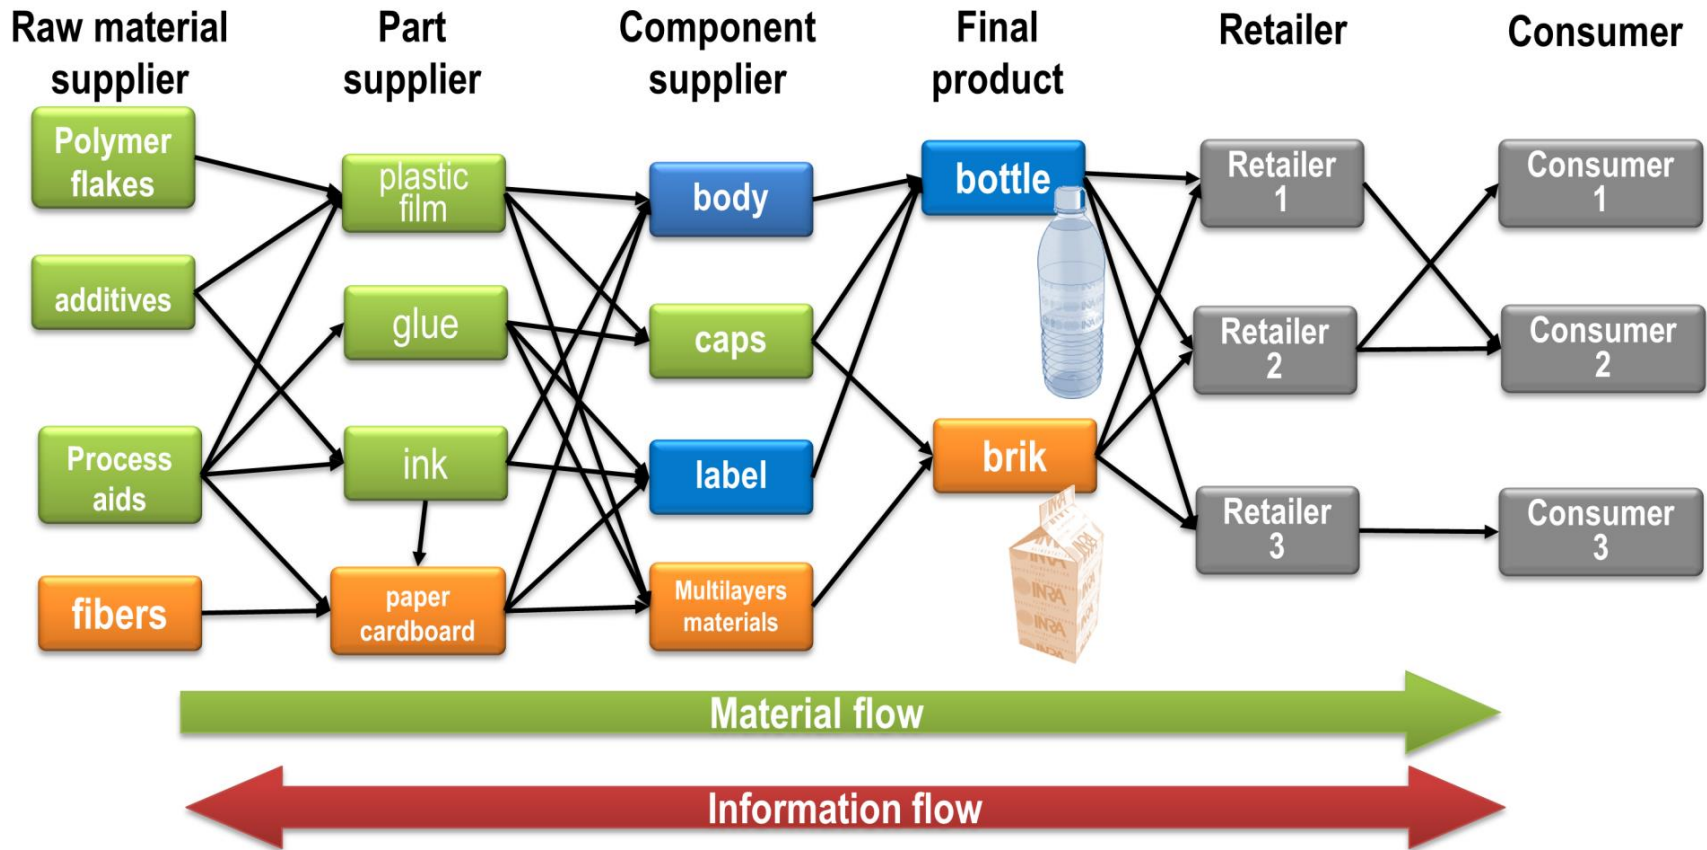 Raw material
supplier
Part
supplier
Component
supplier
Final
product
Retailer
Consumer
Polymer
flakes
additives
Process
aids
fibers
plastic
film
glue
ink
paper
cardboard
body
caps
label
Multilayers
materials
bottle
brik
INRA
Retailer
1
Retailer
2
Retailer
3
Consumer
1
Consumer
2
Consumer
3
Material flow
Information flow